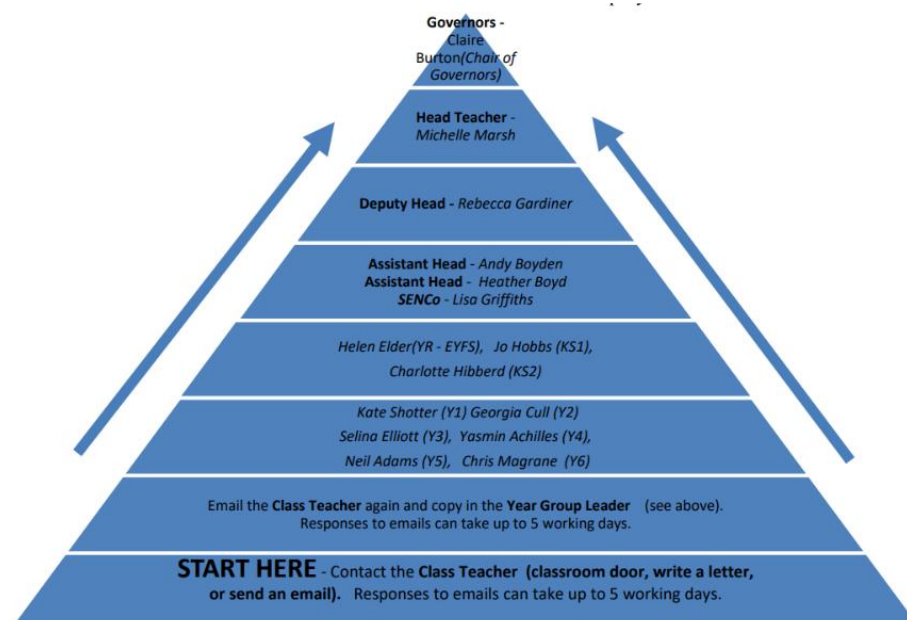 Governors -
Claire
Burton(Chair of
Governors)
Head Teacher -
Michelle Marsh
Deputy Head - Rebecca Gardiner
Assistant Head - Andy Boyden
Assistant Head - Heather Boyd
SENCo - Lisa Griffiths
Helen Elder(YR - EYFS), Jo Hobbs (KS1),
Charlotte Hibberd (KS2)
Kate Shotter (Y1) Georgia Cull (Y2)
Selina Elliott (Y3), Yasmin Achilles (Y4),
Neil Adams (Y5), Chris Magrane (Y6)
Email the Class Teacher again and copy in the Year Group Leader (see above).
Responses to emails can take up to 5 working days.
START HERE - Contact the Class Teacher (classroom door, write a letter,
or send an email). Responses to emails can take up to 5 working days.